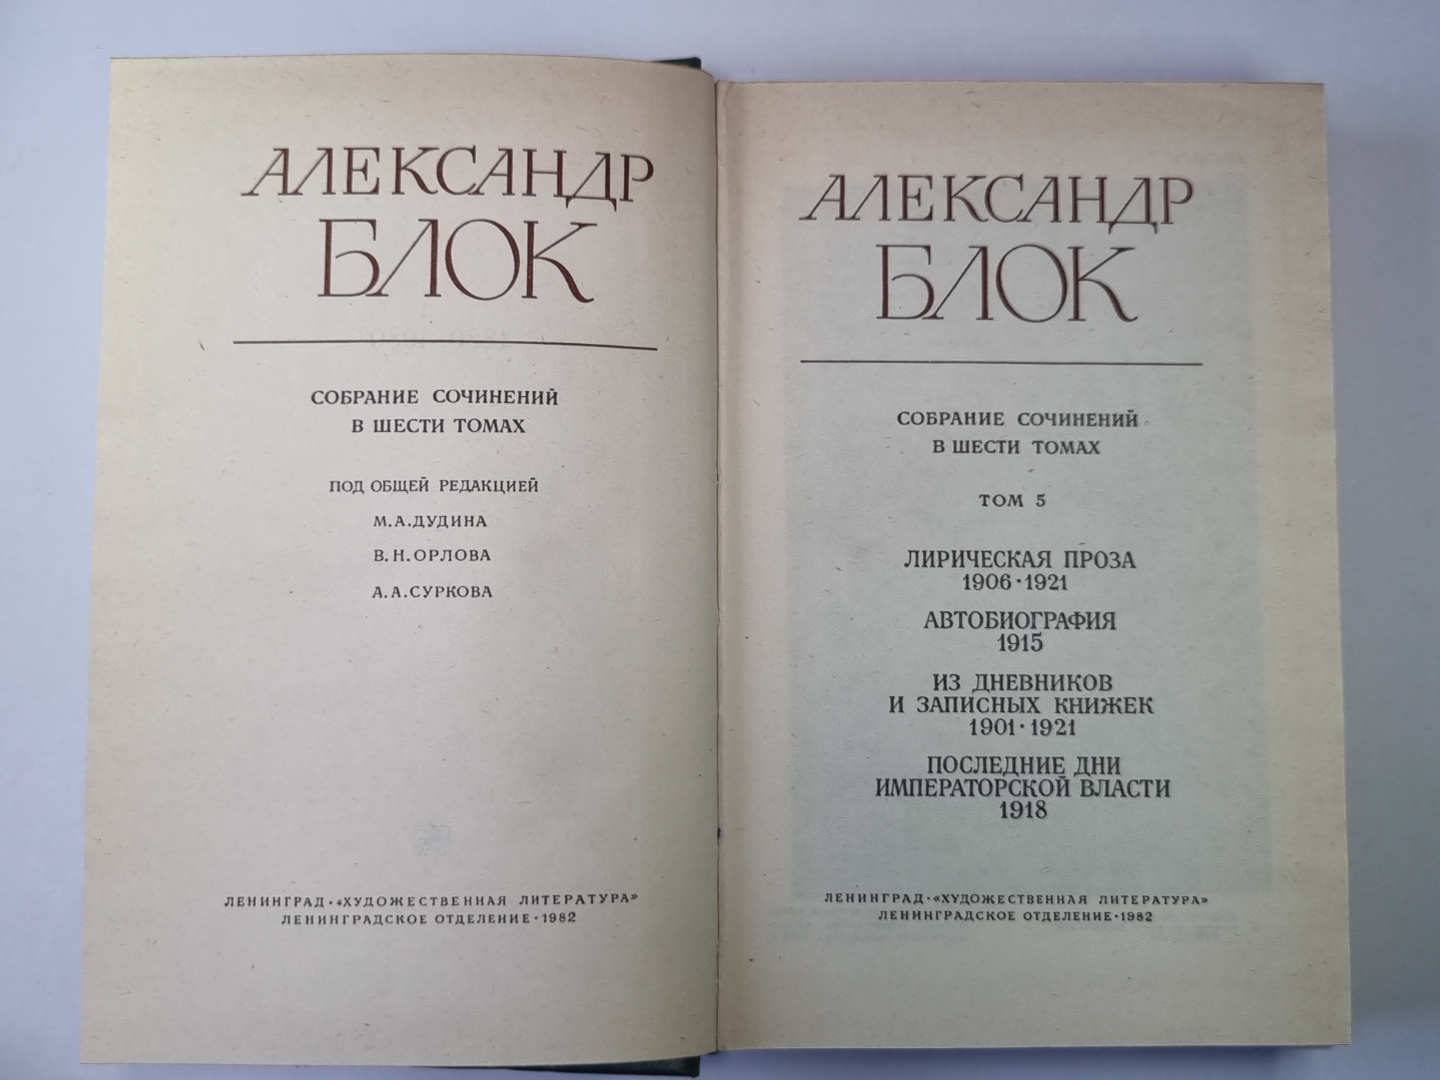 АЛЕКСАНДР
БЛОК
СОБРАНИЕ СОЧИНЕНИЙ
В ШЕСТИ ТОМАХ
ПОД ОБЩЕЙ РЕДАКЦИЕЙ
М.А.ДУДИНА
В.Н.ОРЛОВА
А.А.СУРКОВА
ЛЕНИНГРАД·«ХУДОЖЕСТВЕННАЯ ЛИТЕРАТУРА»
ЛЕНИНГРАДСКОЕ ОТДЕЛЕНИЕ·1982
АЛЕКСАНДР
БЛОК
СОБРАНИЕ СОЧИНЕНИЙ
В ШЕСТИ ТОМАХ
ТОМ 5
ЛИРИЧЕСКАЯ ПРОЗА
1906·1921
АВТОБИОГРАФИЯ
1915
ИЗ ДНЕВНИКОВ
И ЗАПИСНЫХ КНИЖЕК
1901·1921
ПОСЛЕДНИЕ ДНИ
ИМПЕРАТОРСКОЙ ВЛАСТИ
1918
ЛЕНИНГРАД·«ХУДОЖЕСТВЕННАЯ ЛИТЕРАТУРА»
ЛЕНИНГРАДСКОЕ ОТДЕЛЕНИЕ·1982